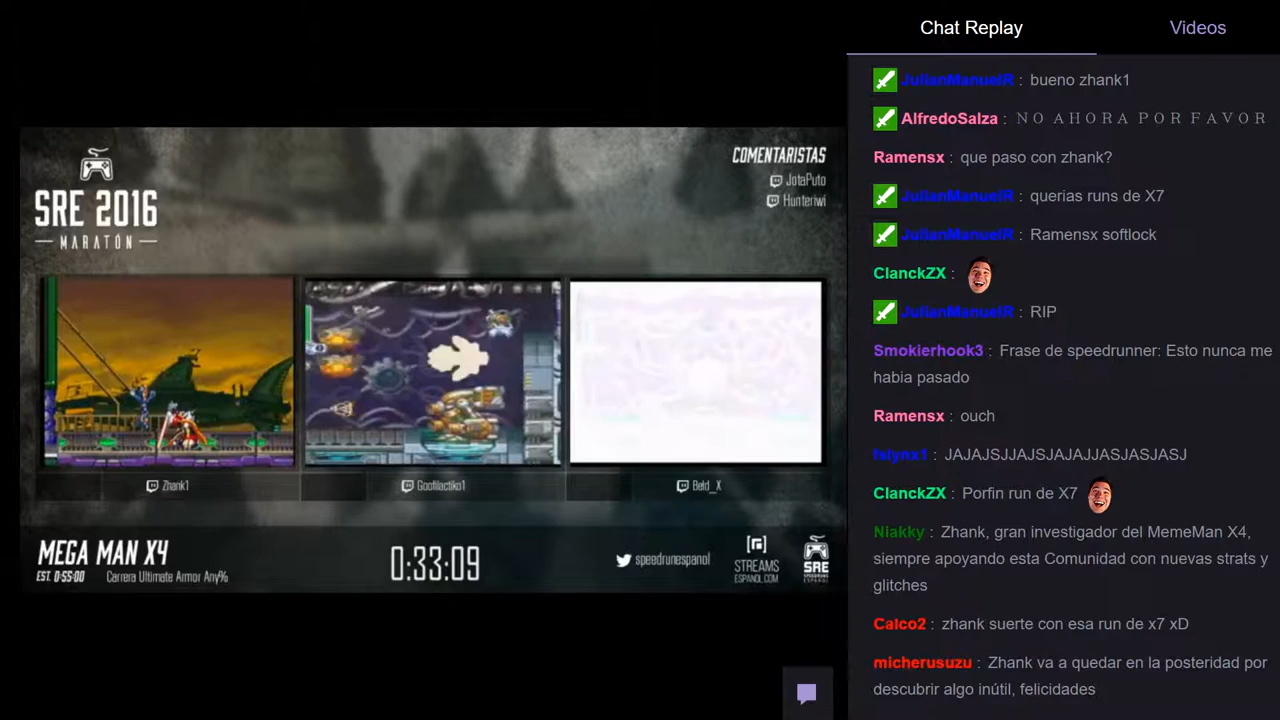 Chat Replay
Videos
SRE 2016
MARATÓN
COMENTARISTAS
JotaPuto
Hunteriwi
Zhank1
Goofilactiko1
Beld_X
MEGA MAN X4
EST. 0:55:00
Carrera Ultimate Armor Any%
0:33:09
speedrunespanol
STREAMS
ESPANOL.COM
SRE
SPEEDRUNS
ESPAÑOL
JulianManuelR : bueno zhank1
AlfredoSalza : N O A H O R A P O R F A V O R
Ramensx : que paso con zhank?
JulianManuelR : querias runs de X7
JulianManuelR : Ramensx softlock
ClanckZX :
JulianManuelR : RIP
Smokierhook3 : Frase de speedrunner: Esto nunca me
habia pasado
Ramensx : ouch
fslynx1 : JAJAJSJJAJSJAJAJJASJASJASJ
ClanckZX : Porfin run de X7
Niakky : Zhank, gran investigador del MemeMan X4,
siempre apoyando esta Comunidad con nuevas strats y
glitches
Calco2 : zhank suerte con esa run de x7 xD
micherusuzu : Zhank va a quedar en la posteridad por
descubrir algo inútil, felicidades